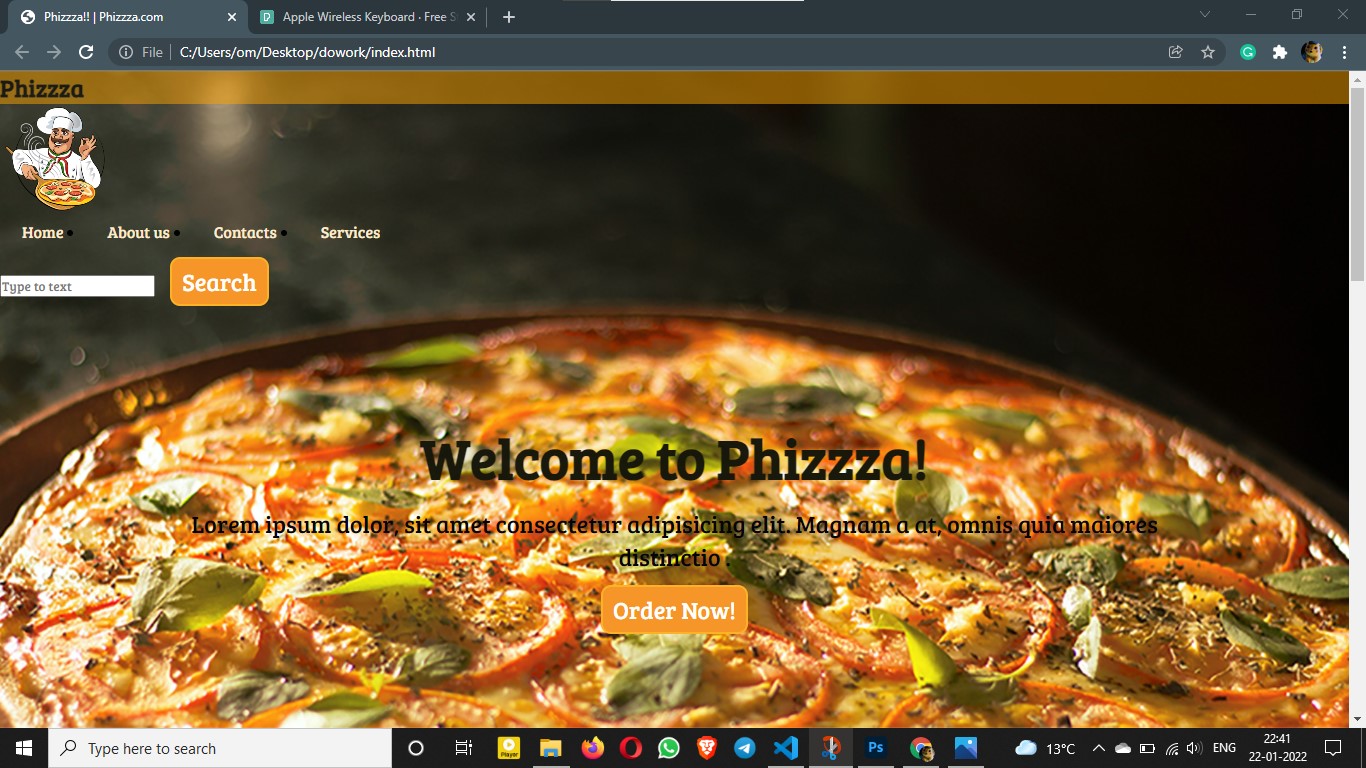 Phizzza!! | Phizzza.com
Apple Wireless Keyboard · Free S
File
C:/Users/om/Desktop/dowork/index.html
Phizzza
Home About us Contacts Services
Type to text
Search
Welcome to Phizzza!
Lorem ipsum dolor, sit amet consectetur adipisicing elit. Magnam a at, omnis quia maiores
distinctio .
Order Now!
Type here to search
Player
Ps
13°C
ENG
22:41
22-01-2022